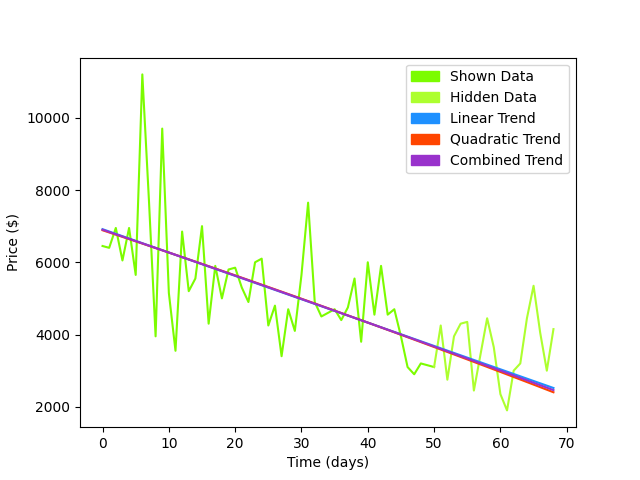 10000
8000
6000
4000
2000
Price ($)
0
10
20
30
40
50
60
70
Time (days)
Shown Data
Hidden Data
Linear Trend
Quadratic Trend
Combined Trend